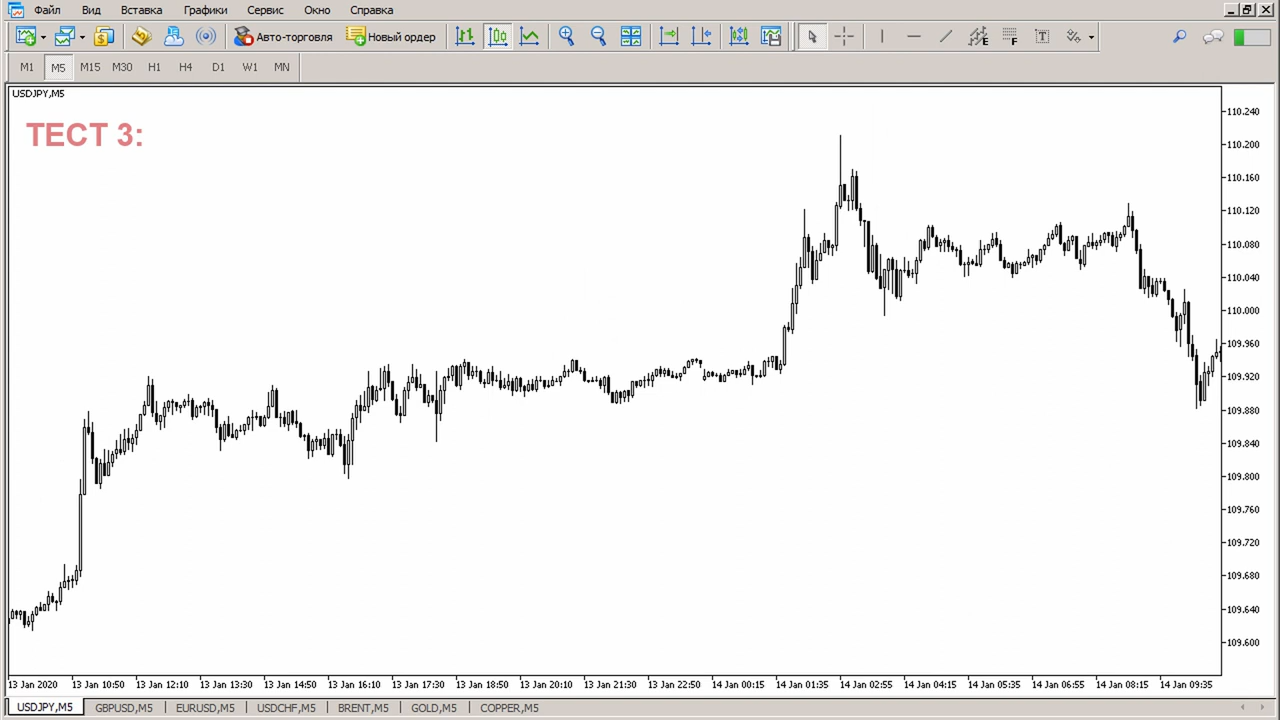 Файл Вид Вставка Графики Сервис Окно Справка
Авто-торговля Новый ордер E F T
M1 M5 M15 M30 H1 H4 D1 W1 MN
USDJPY,M5
ТЕСТ 3:
110.240
110.200
110.160
110.120
110.080
110.040
110.000
109.960
109.920
109.880
109.840
109.800
109.760
109.720
109.680
109.640
109.600
13 Jan 2020 13 Jan 10:50 13 Jan 12:10 13 Jan 13:30 13 Jan 14:50 13 Jan 16:10 13 Jan 17:30 13 Jan 18:50 13 Jan 20:10 13 Jan 21:30 13 Jan 22:50 14 Jan 00:15 14 Jan 01:35 14 Jan 02:55 14 Jan 04:15 14 Jan 05:35 14 Jan 06:55 14 Jan 08:15 14 Jan 09:35
USDJPY,M5 GBPUSD,M5 EURUSD,M5 USDCHF,M5 BRENT,M5 GOLD,M5 COPPER,M5